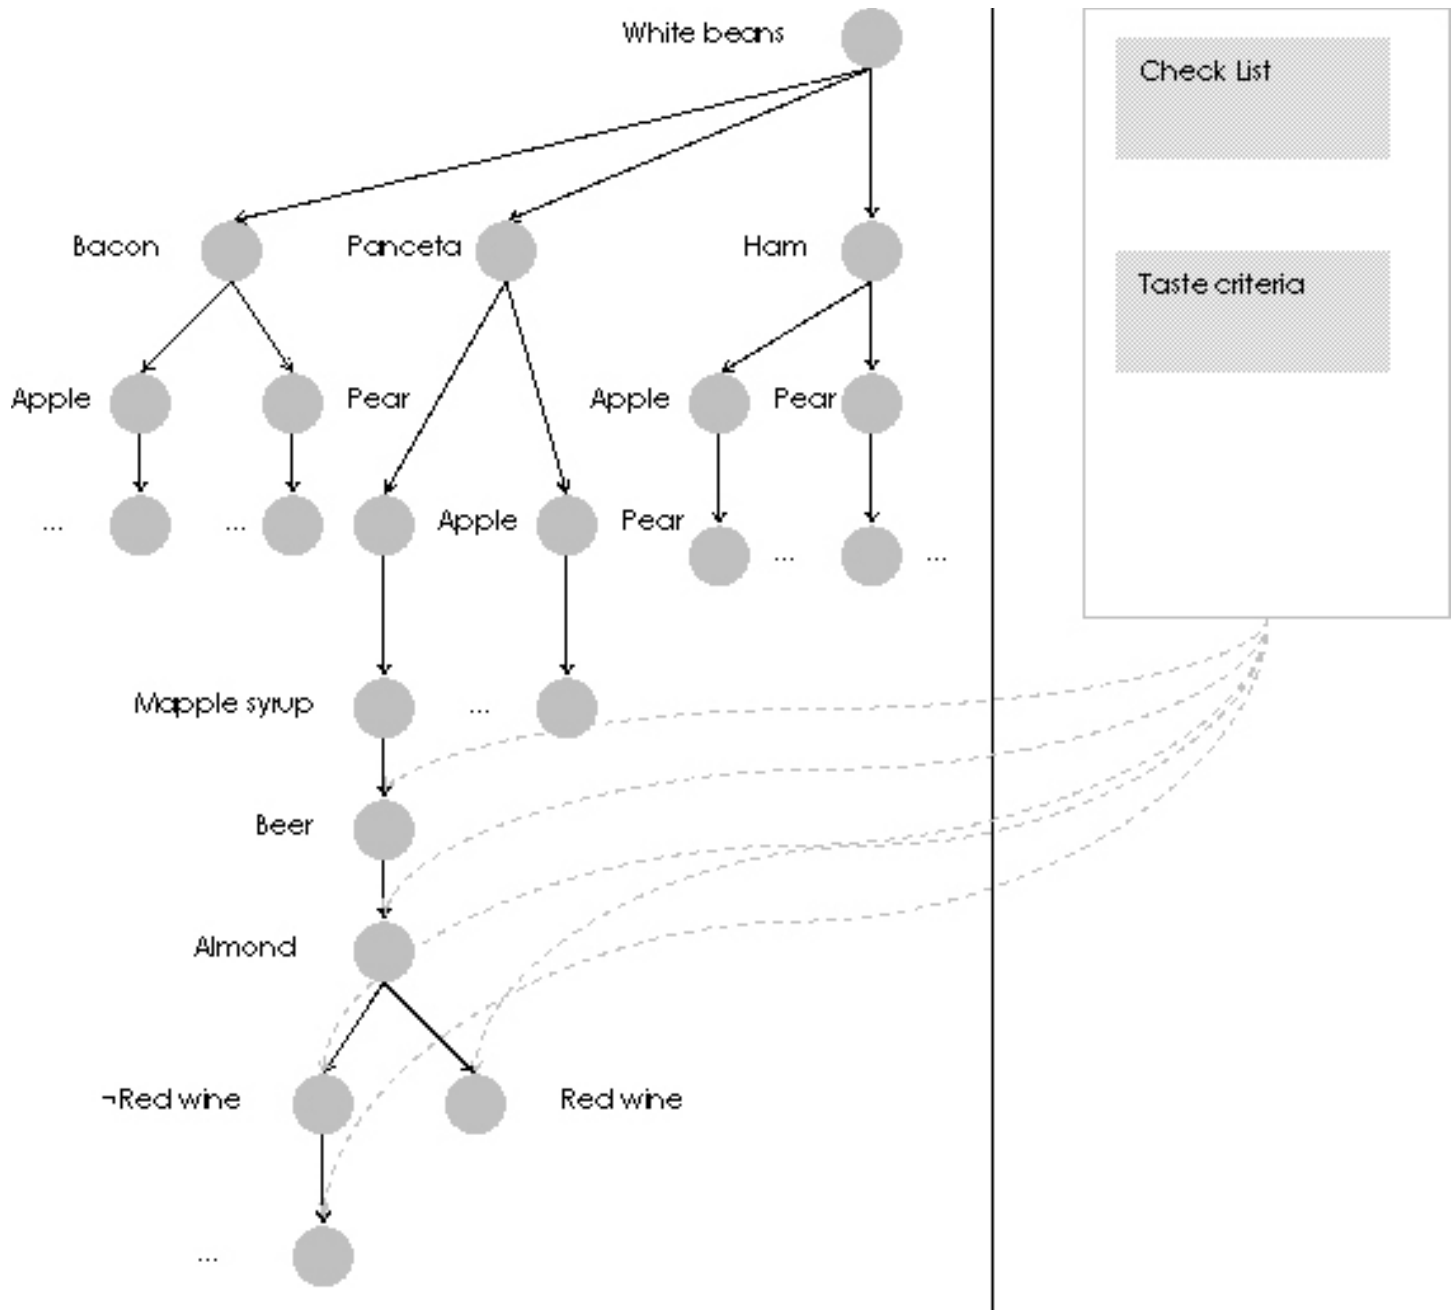 White beans
Check List
Bacon
Panceta
Ham
Taste criteria
Apple
Pear
Apple
Pear
...
...
Apple
Pear
...
...
Mapple syrup
...
Beer
Almond
¬Red wine
Red wine
...